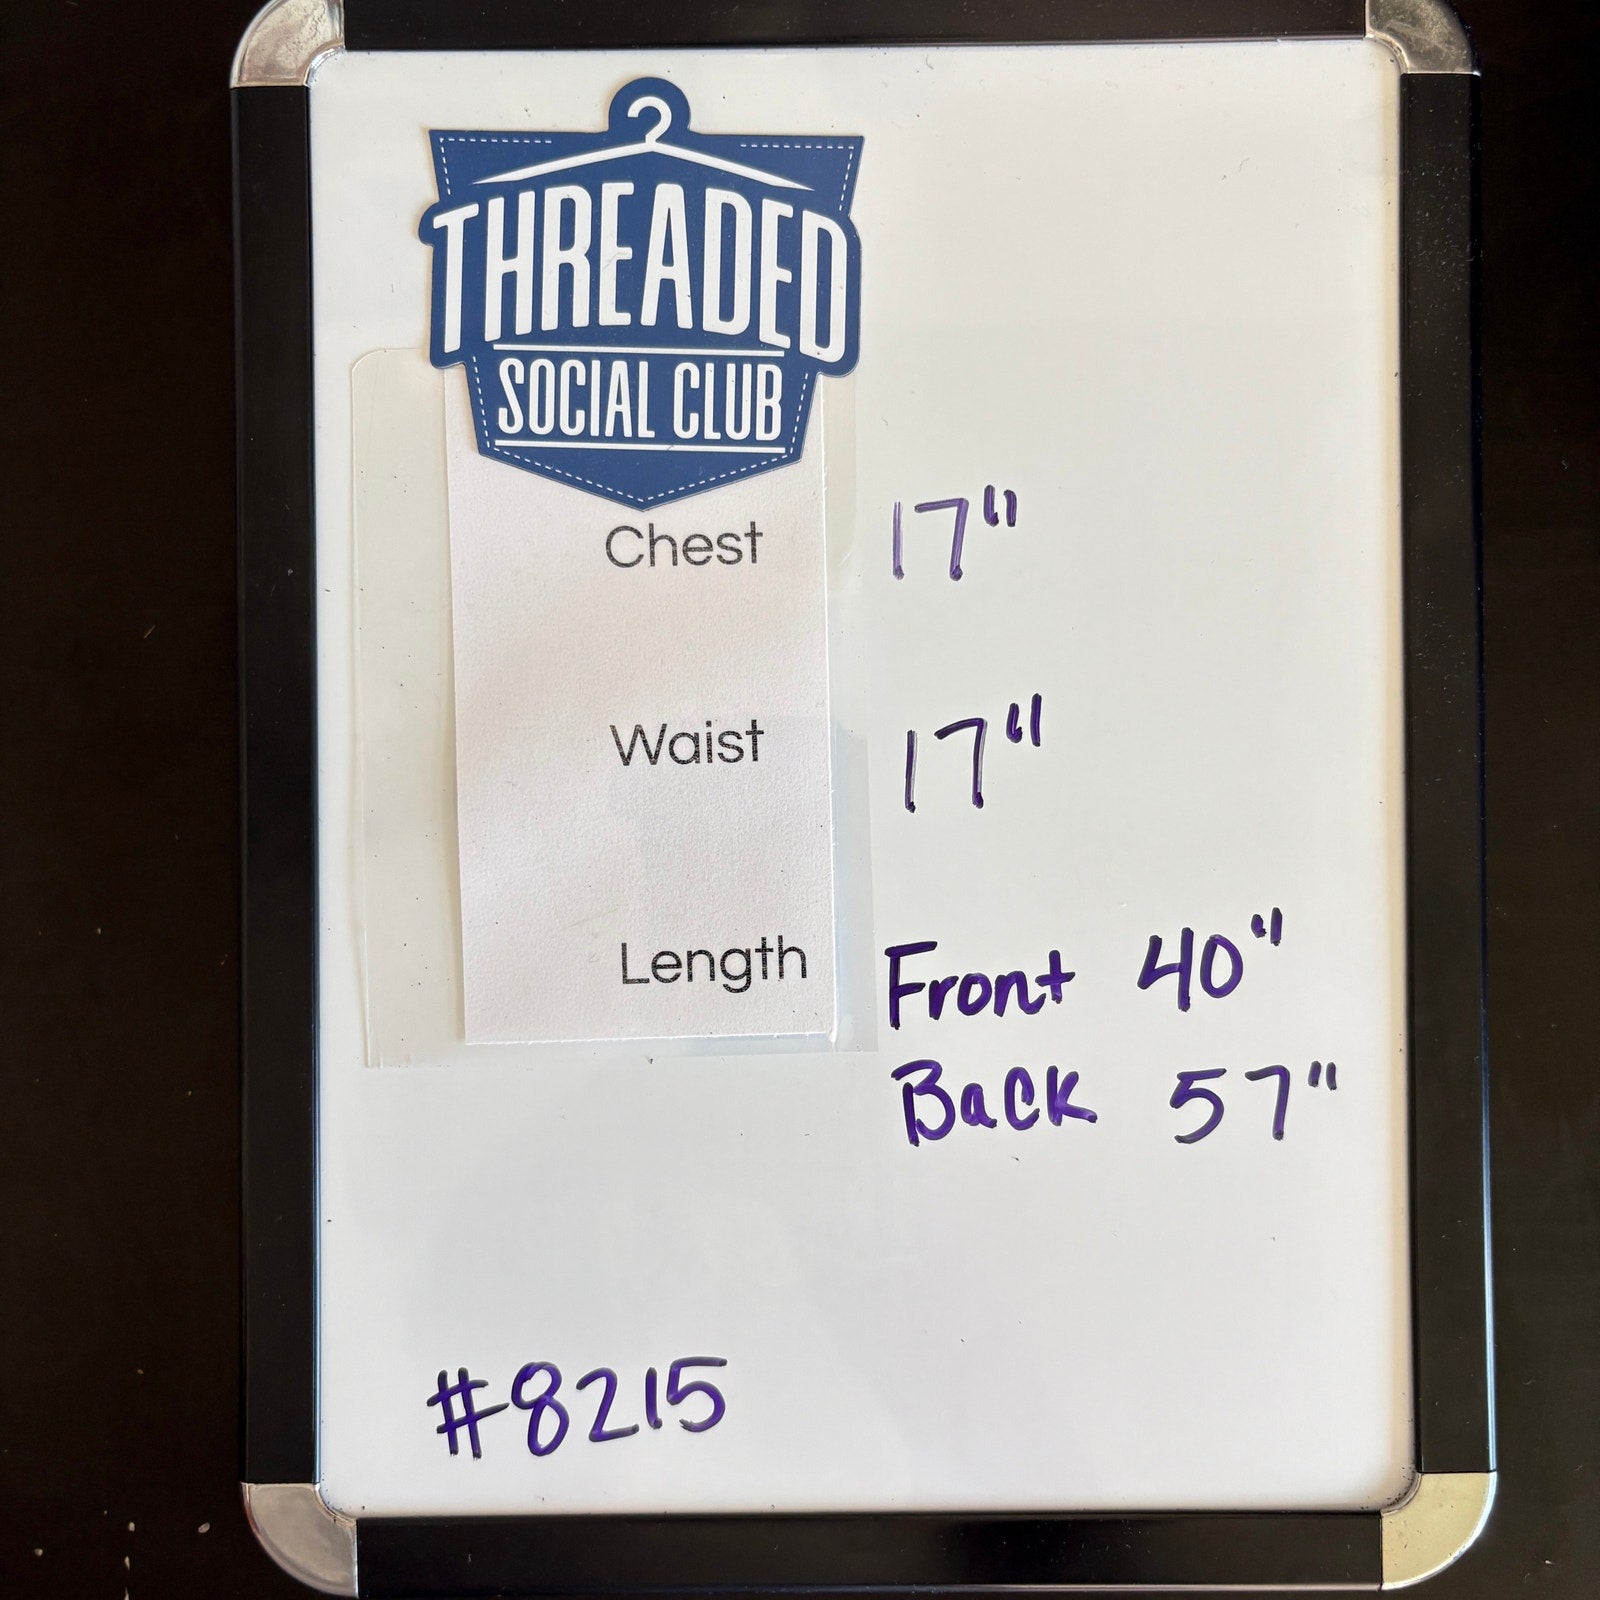 THREADED
SOCIAL CLUB
Chest 17"
Waist 17"
Length Front 40"
Back 57"
#8215